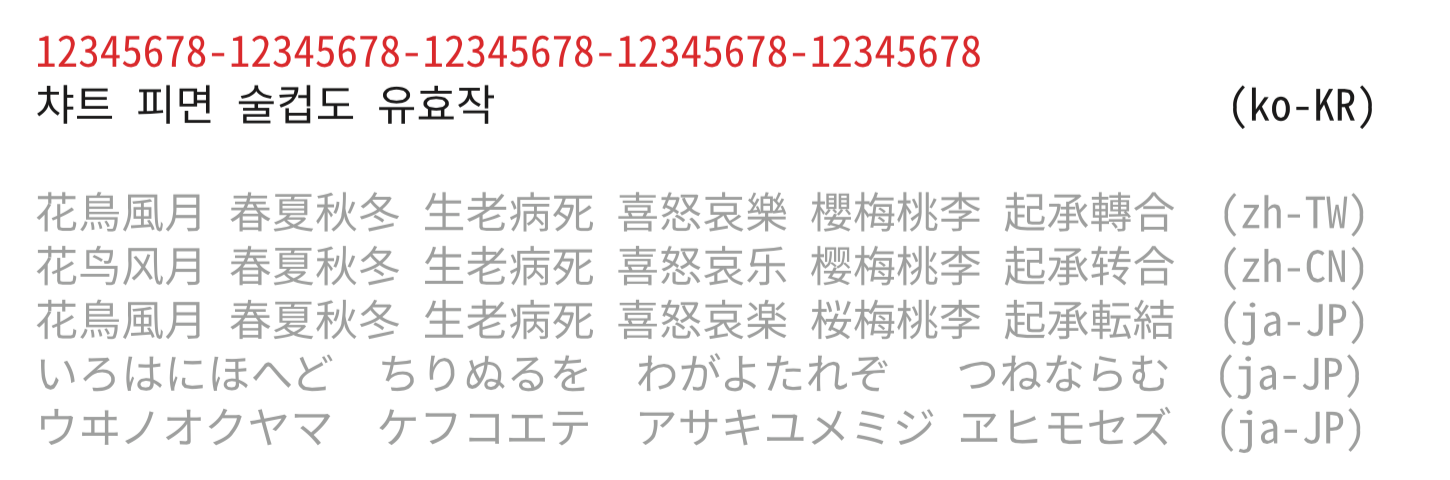 12345678-12345678-12345678-12345678-12345678
챠트 피면 술컵도 유효작 (ko-KR)
花鳥風月 春夏秋冬 生老病死 喜怒哀樂 櫻梅桃李 起承轉合 (zh-TW)
花鸟风月 春夏秋冬 生老病死 喜怒哀乐 樱梅桃李 起承转合 (zh-CN)
花鳥風月 春夏秋冬 生老病死 喜怒哀楽 桜梅桃李 起承転結 (ja-JP)
いろはにほへど ちりぬるを わがよたれぞ つねならむ (ja-JP)
ウヰノオクヤマ ケフコエテ アサキユメミジ ヱヒモセズ (ja-JP)